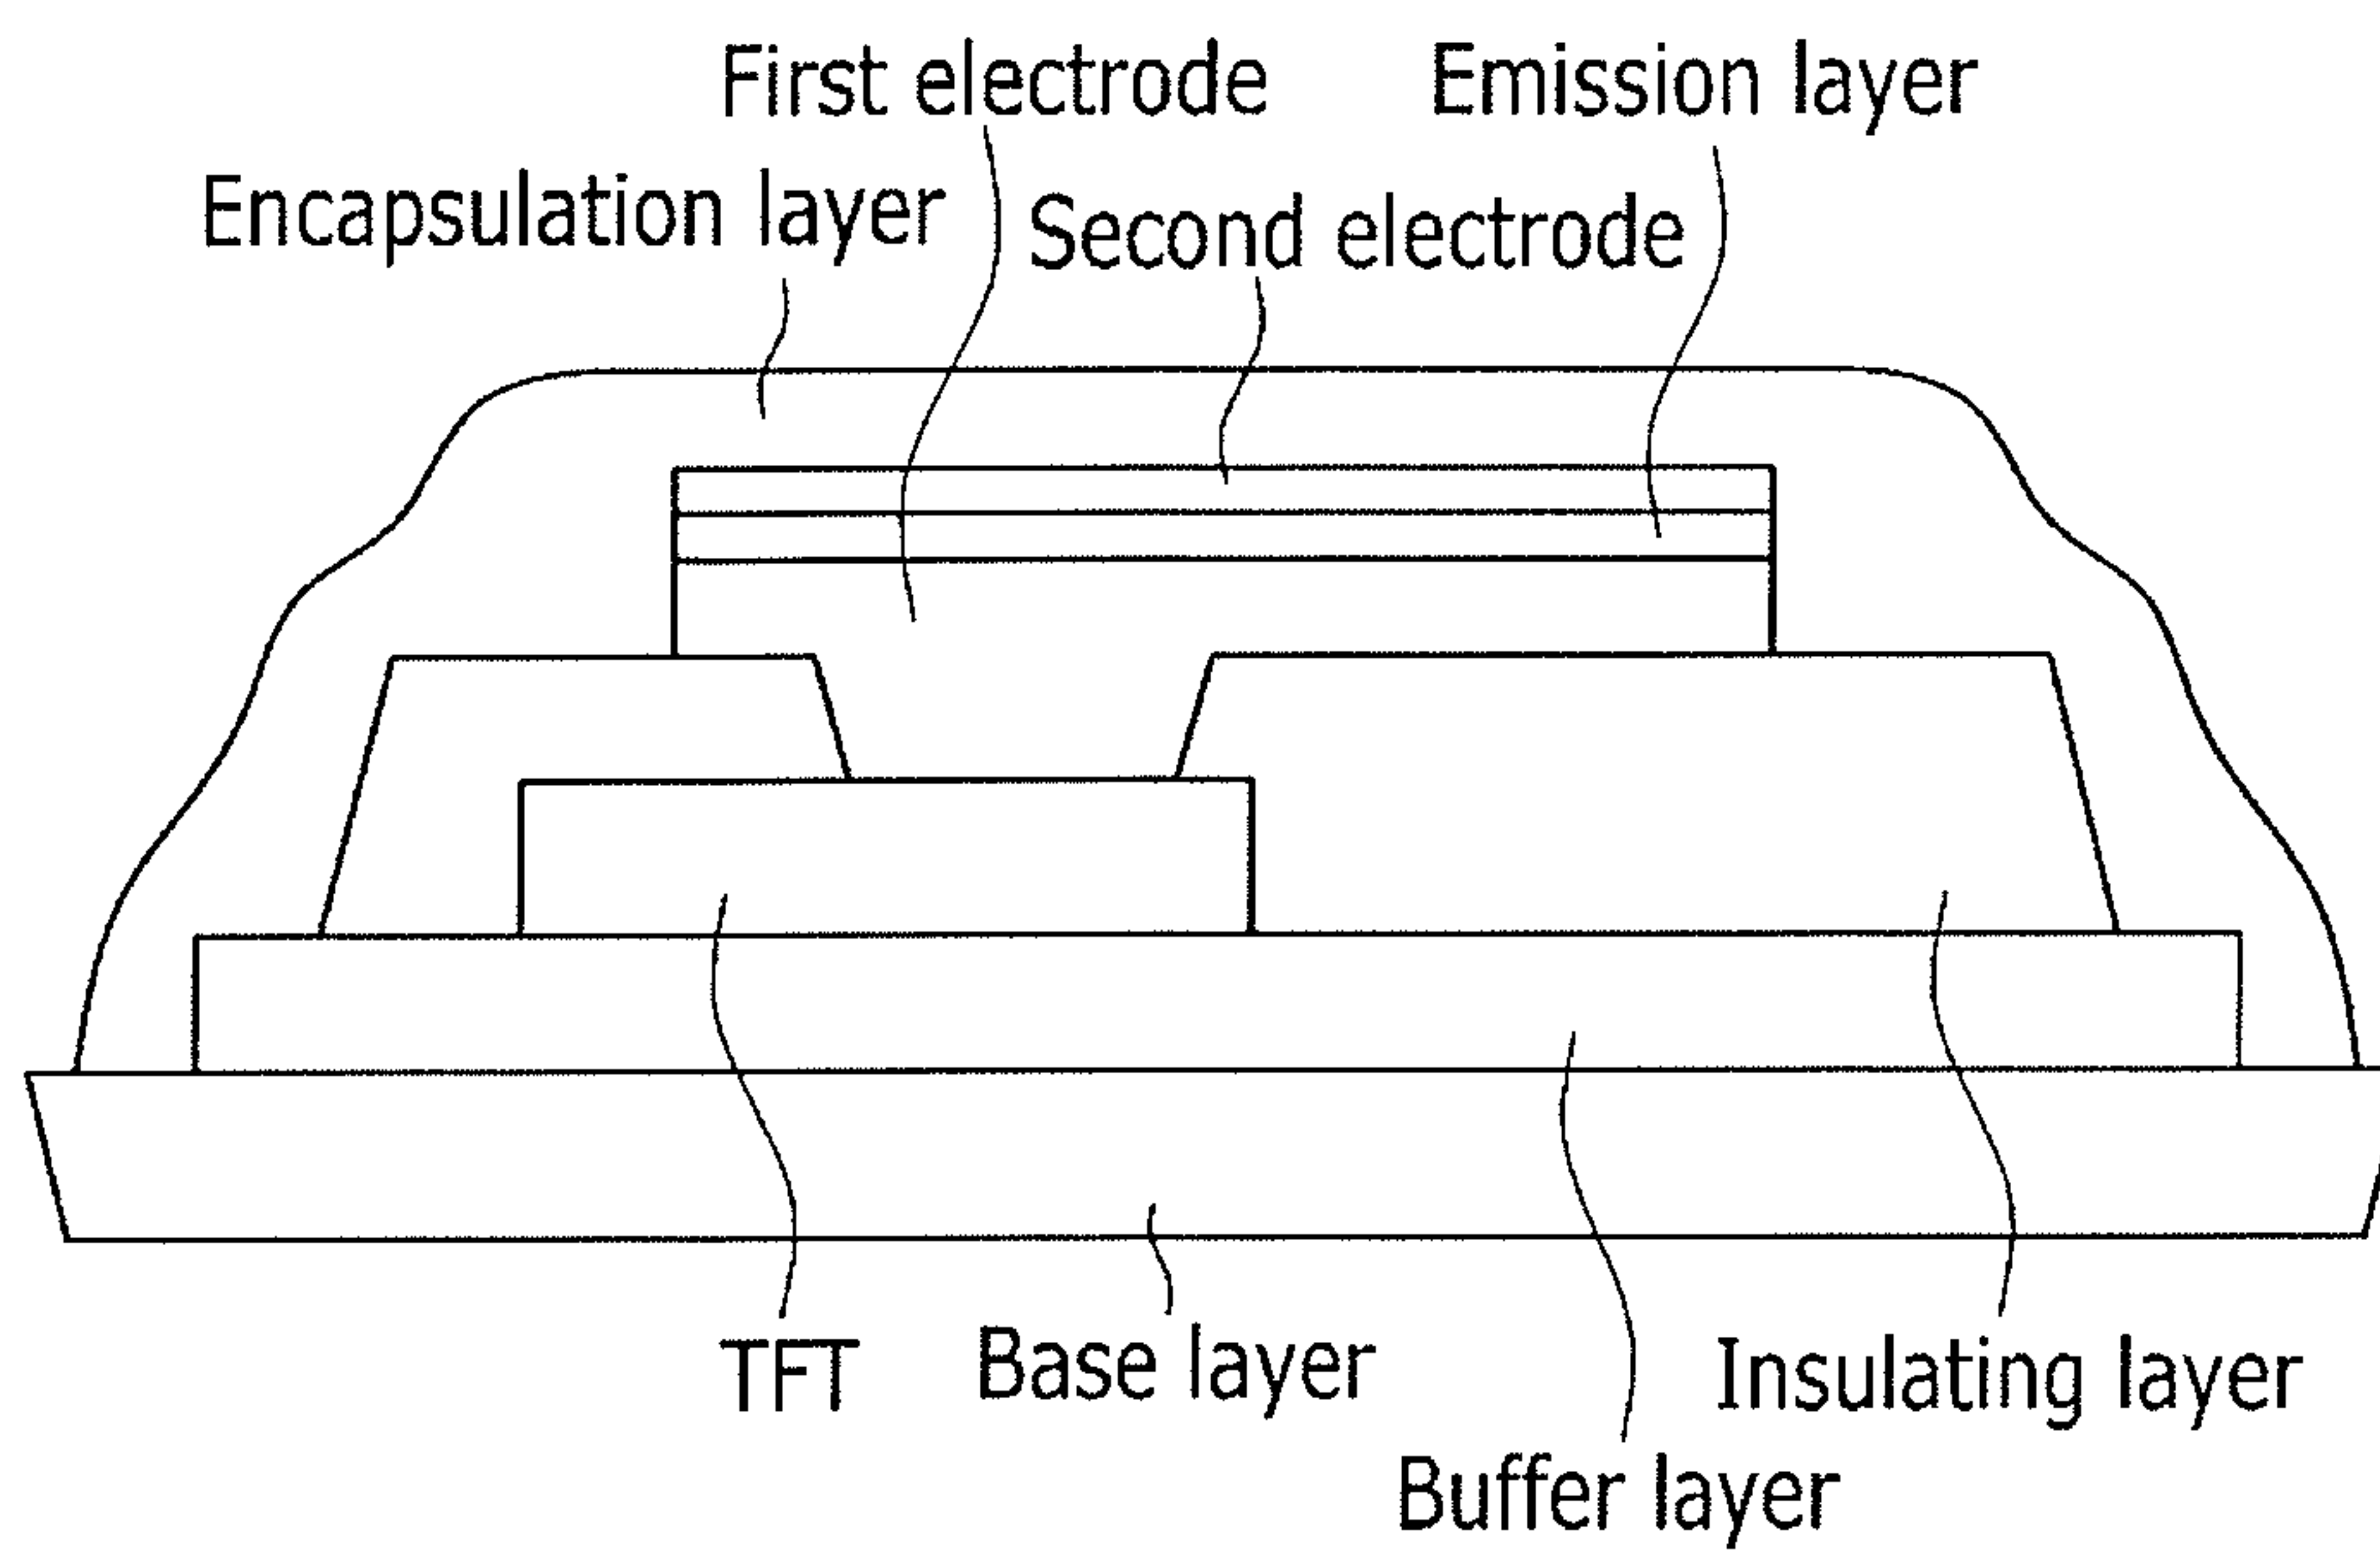 First electrode
Emission layer
Encapsulation layer
Second electrode
TFT
Base layer
Insulating layer
Buffer layer